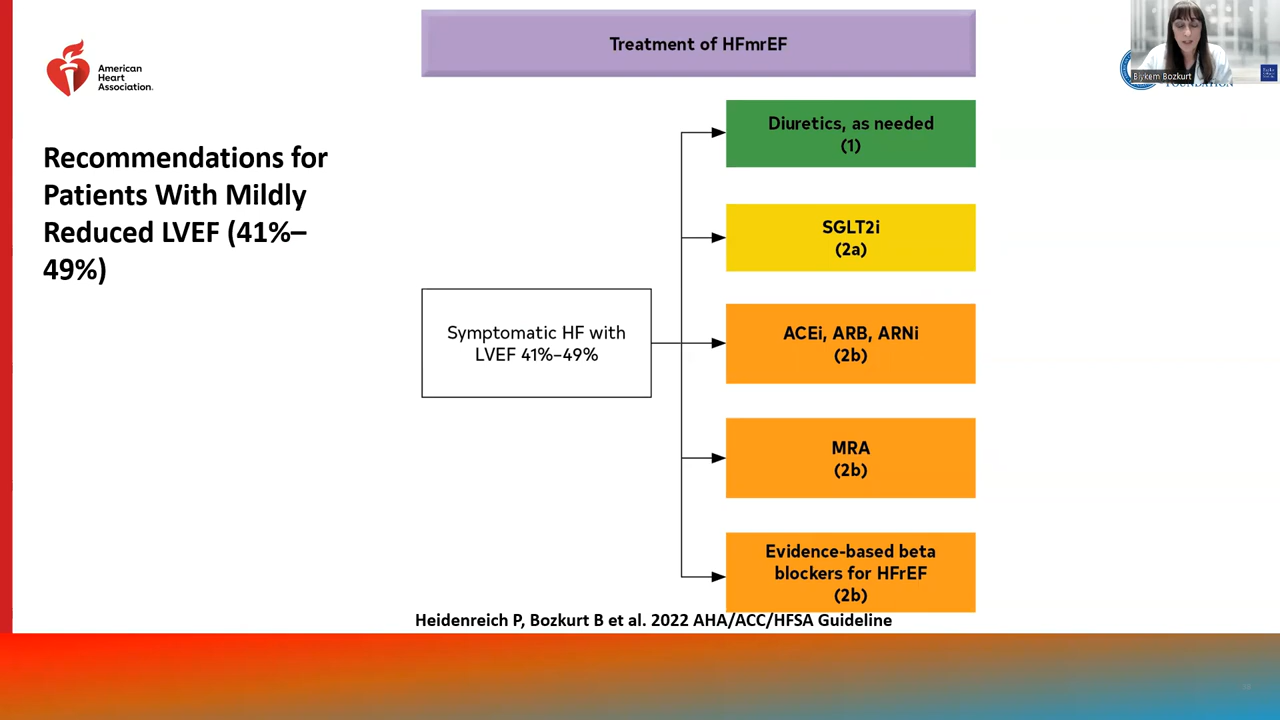 American
Heart
Association.
Recommendations for
Patients With Mildly
Reduced LVEF (41%–
49%)
Treatment of HFmrEF
Symptomatic HF with
LVEF 41%–49%
Diuretics, as needed
(1)
SGLT2i
(2a)
ACEi, ARB, ARNi
(2b)
MRA
(2b)
Evidence-based beta
blockers for HFrEF
(2b)
Heidenreich P, Bozkurt B et al. 2022 AHA/ACC/HFSA Guideline
Biykem Bozkurt